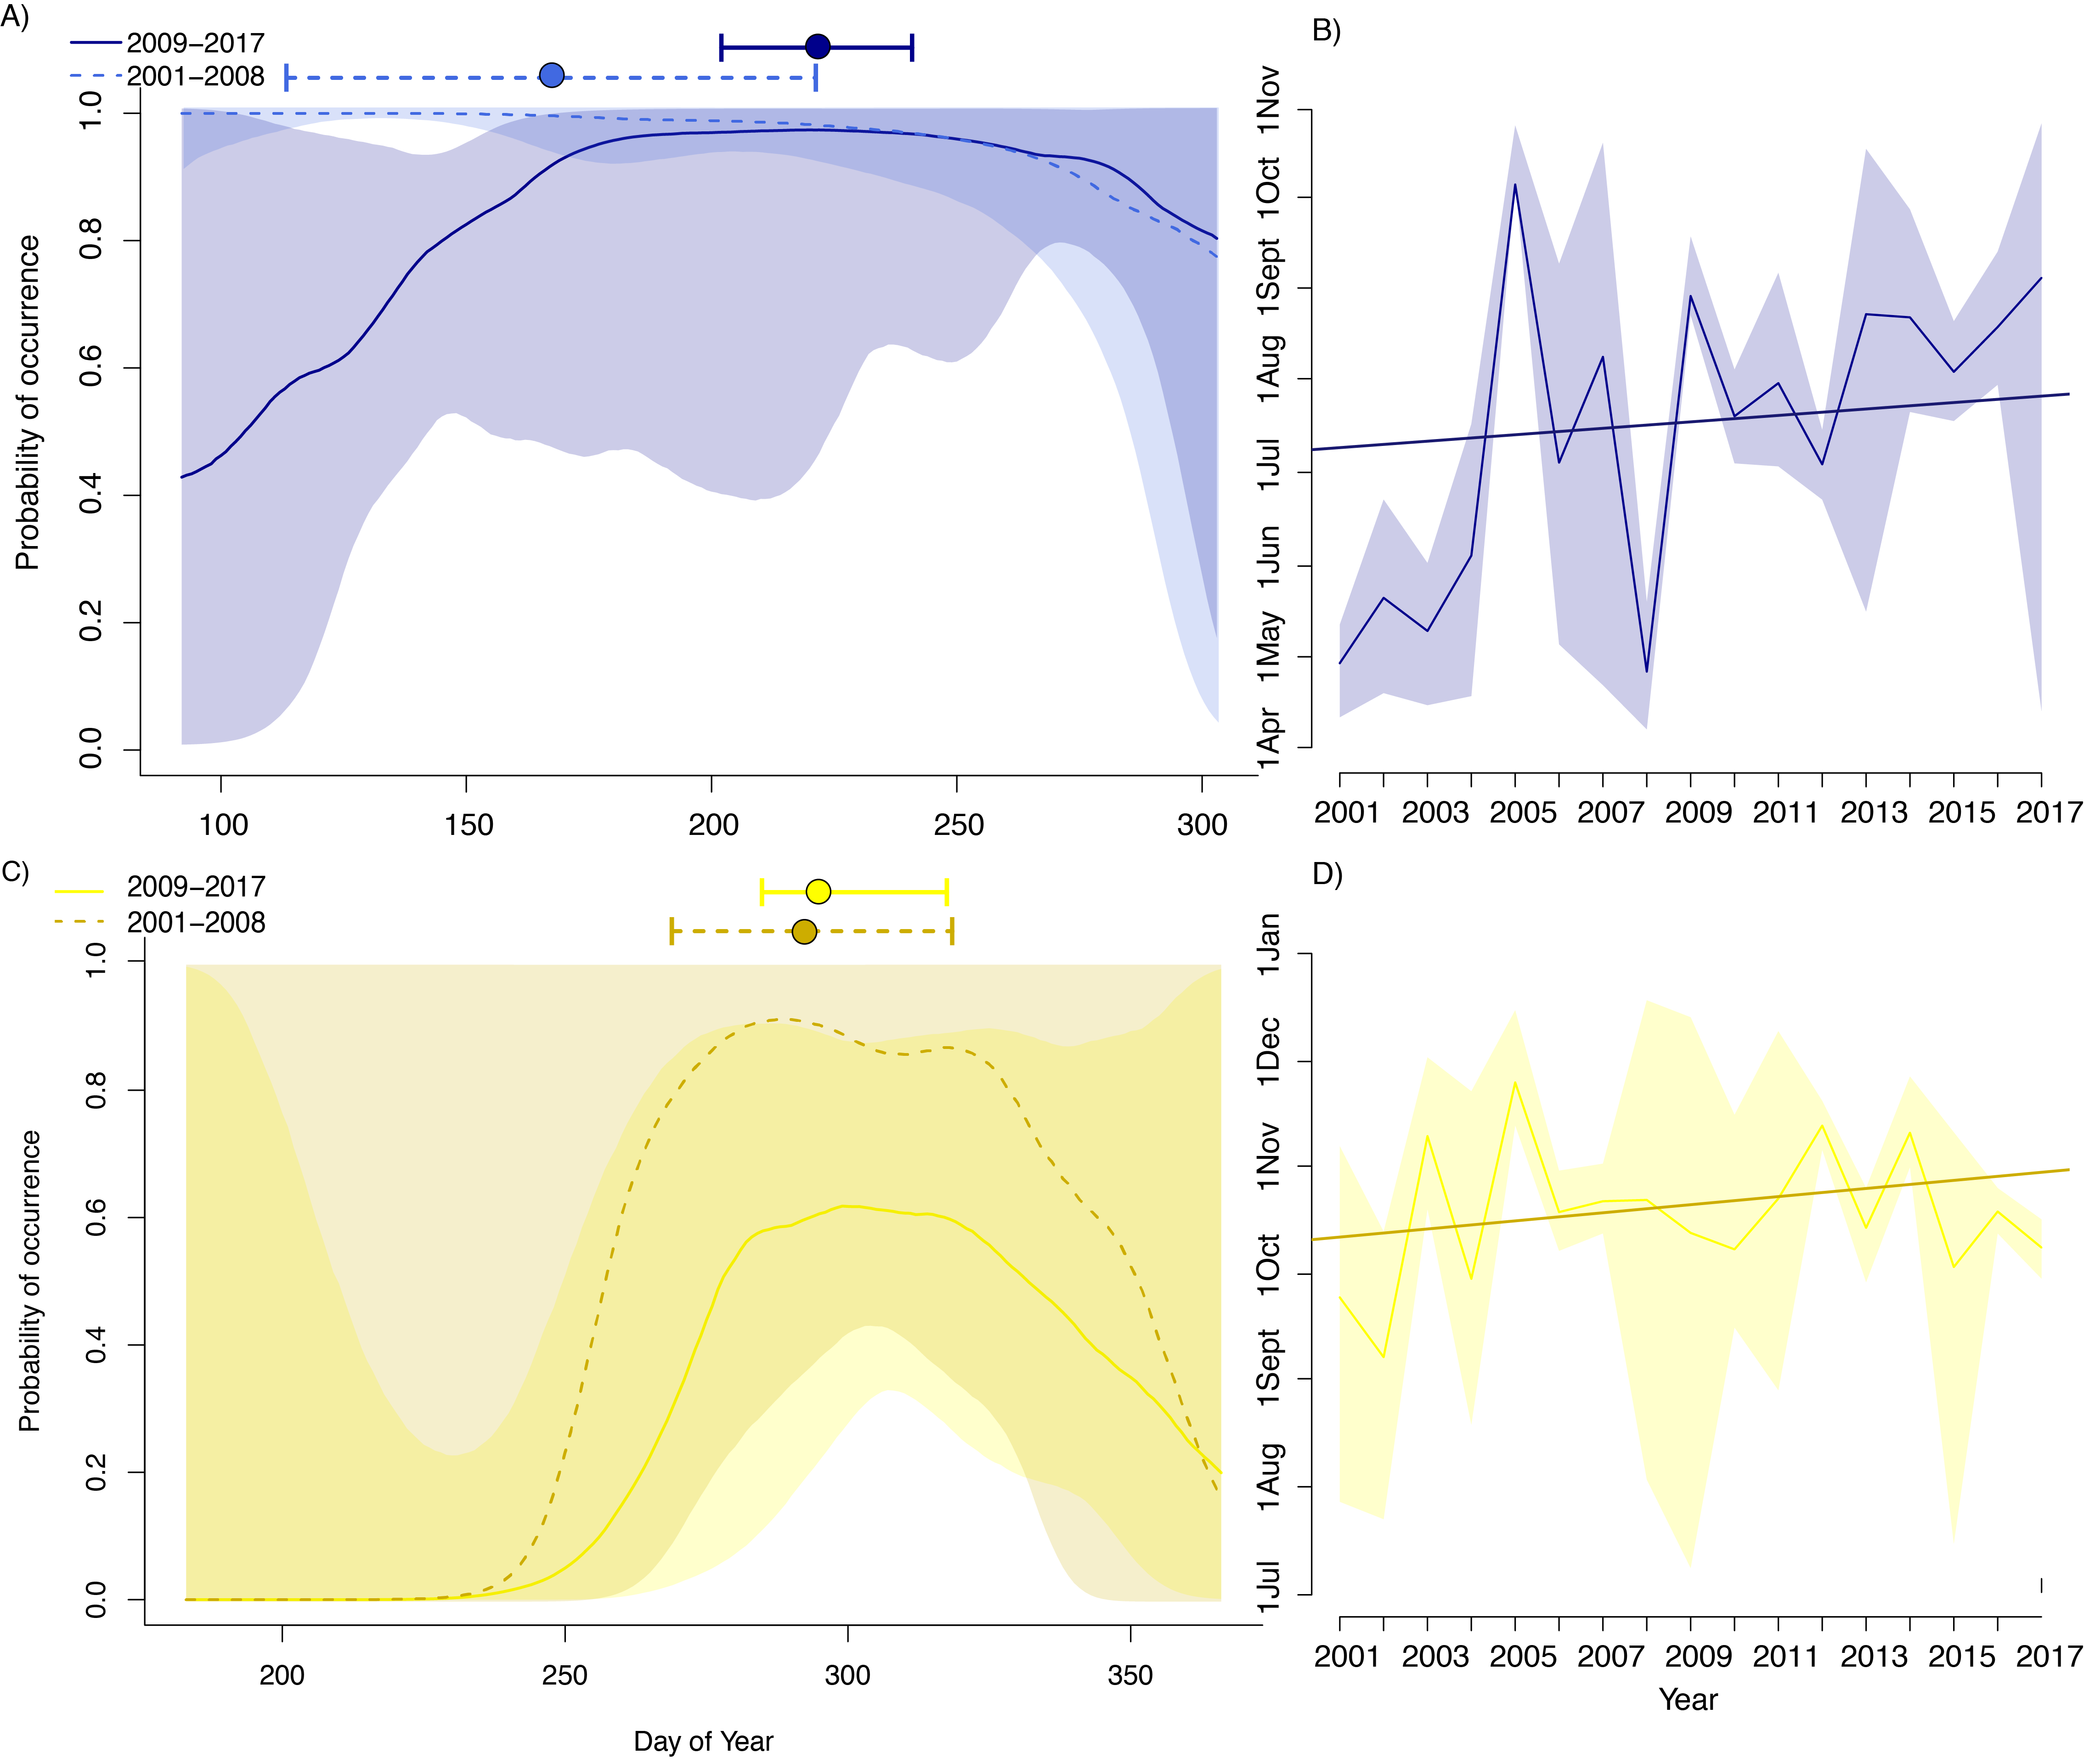 A)
2009−2017
2001−2008
Probability of occurrence
1.0
0.8
0.6
0.4
0.2
0.0
100 150 200 250 300
B)
1Nov
1Oct
1Sept
1Aug
1Jul
1Jun
1May
1Apr
2001 2003 2005 2007 2009 2011 2013 2015 2017
C)
2009−2017
2001−2008
Probability of occurrence
1.0
0.8
0.6
0.4
0.2
0.0
200 250 300 350
Day of Year
D)
1Jan
1Dec
1Nov
1Oct
1Sept
1Aug
1Jul
2001 2003 2005 2007 2009 2011 2013 2015 2017
Year